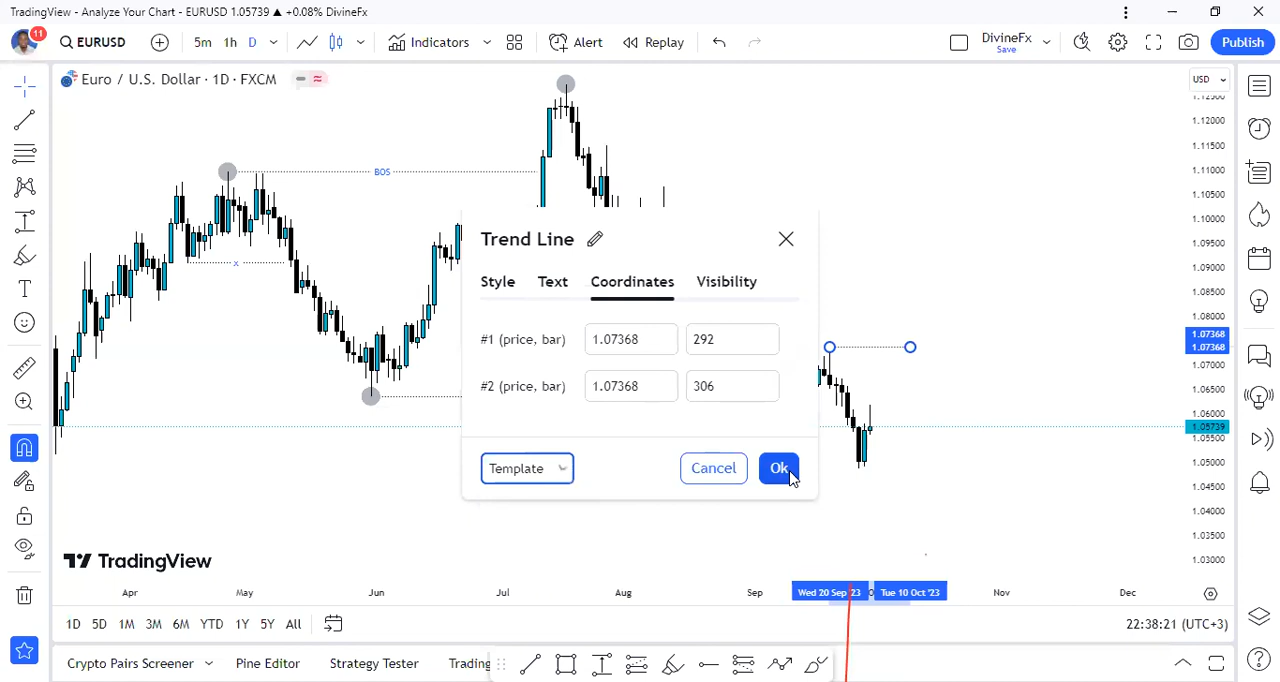 TradingView - Analyze Your Chart - EURUSD 1.05739 ▲ +0.08% DivineFx
11
EURUSD
5m 1h D
Indicators
Alert
Replay
DivineFx
Save
Publish
Euro / U.S. Dollar · 1D · FXCM
USD
1.12500
1.12000
1.11500
1.11000
1.10500
1.10000
1.09500
1.09000
1.08500
1.08000
1.07368
1.07368
1.07000
1.06500
1.06000
1.05739
1.05500
1.05000
1.04500
1.04000
1.03500
1.03000
BOS
x
Trend Line
Style Text Coordinates Visibility
#1 (price, bar) 1.07368 292
#2 (price, bar) 1.07368 306
Template Cancel Ok
TradingView
Apr May Jun Jul Aug Sep Wed 20 Sep '23 Tue 10 Oct '23 Nov Dec
1D 5D 1M 3M 6M YTD 1Y 5Y All
22:38:21 (UTC+3)
Crypto Pairs Screener Pine Editor Strategy Tester Trading